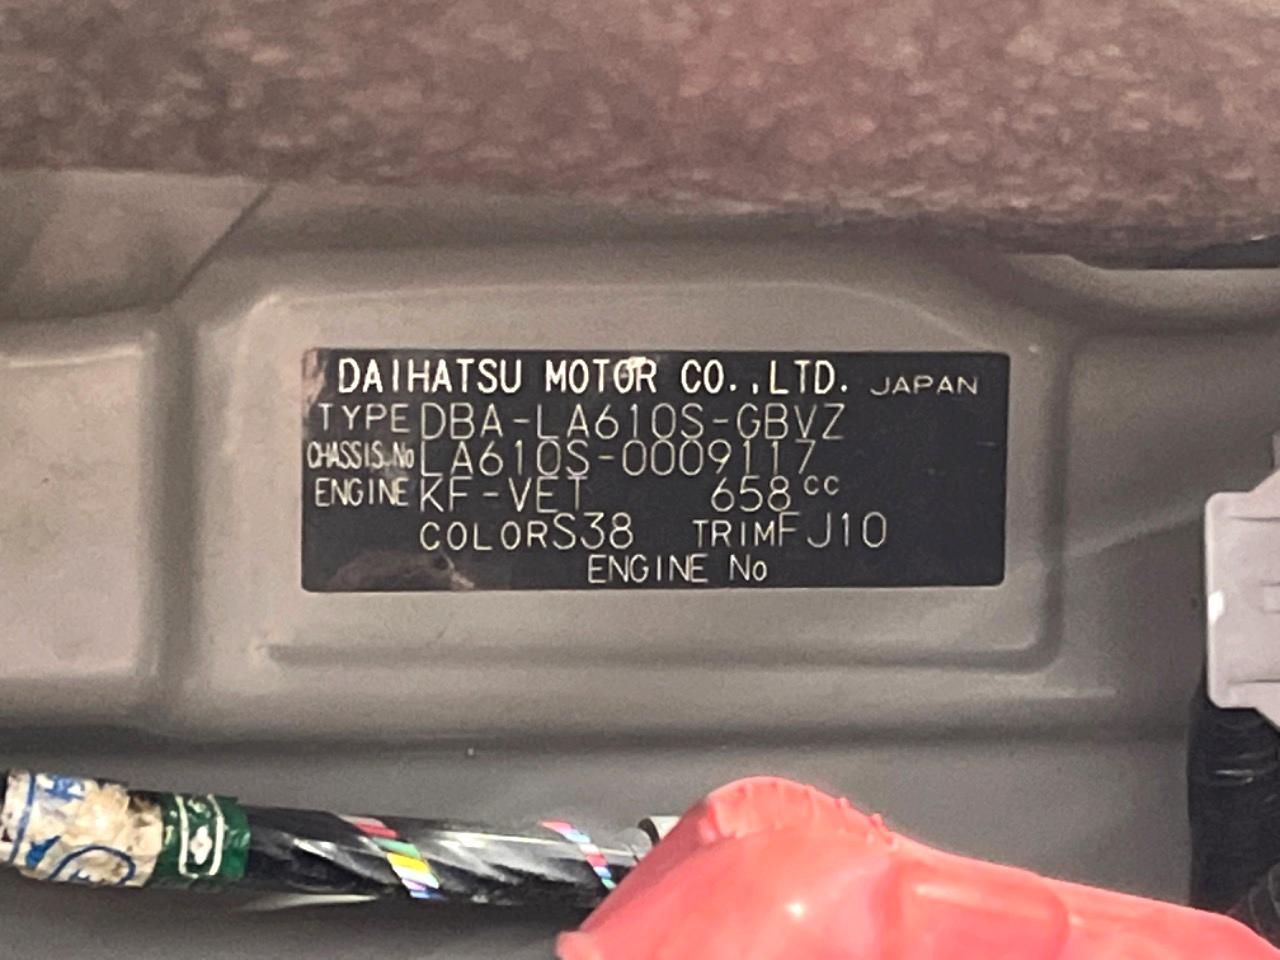 DAIHATSU MOTOR CO.,LTD. JAPAN
TYPE DBA-LA610S-GBVZ
CHASSIS.No LA610S-0009117
ENGINE KF-VET 658cc
COLOR S38 TRIM FJ10
ENGINE No